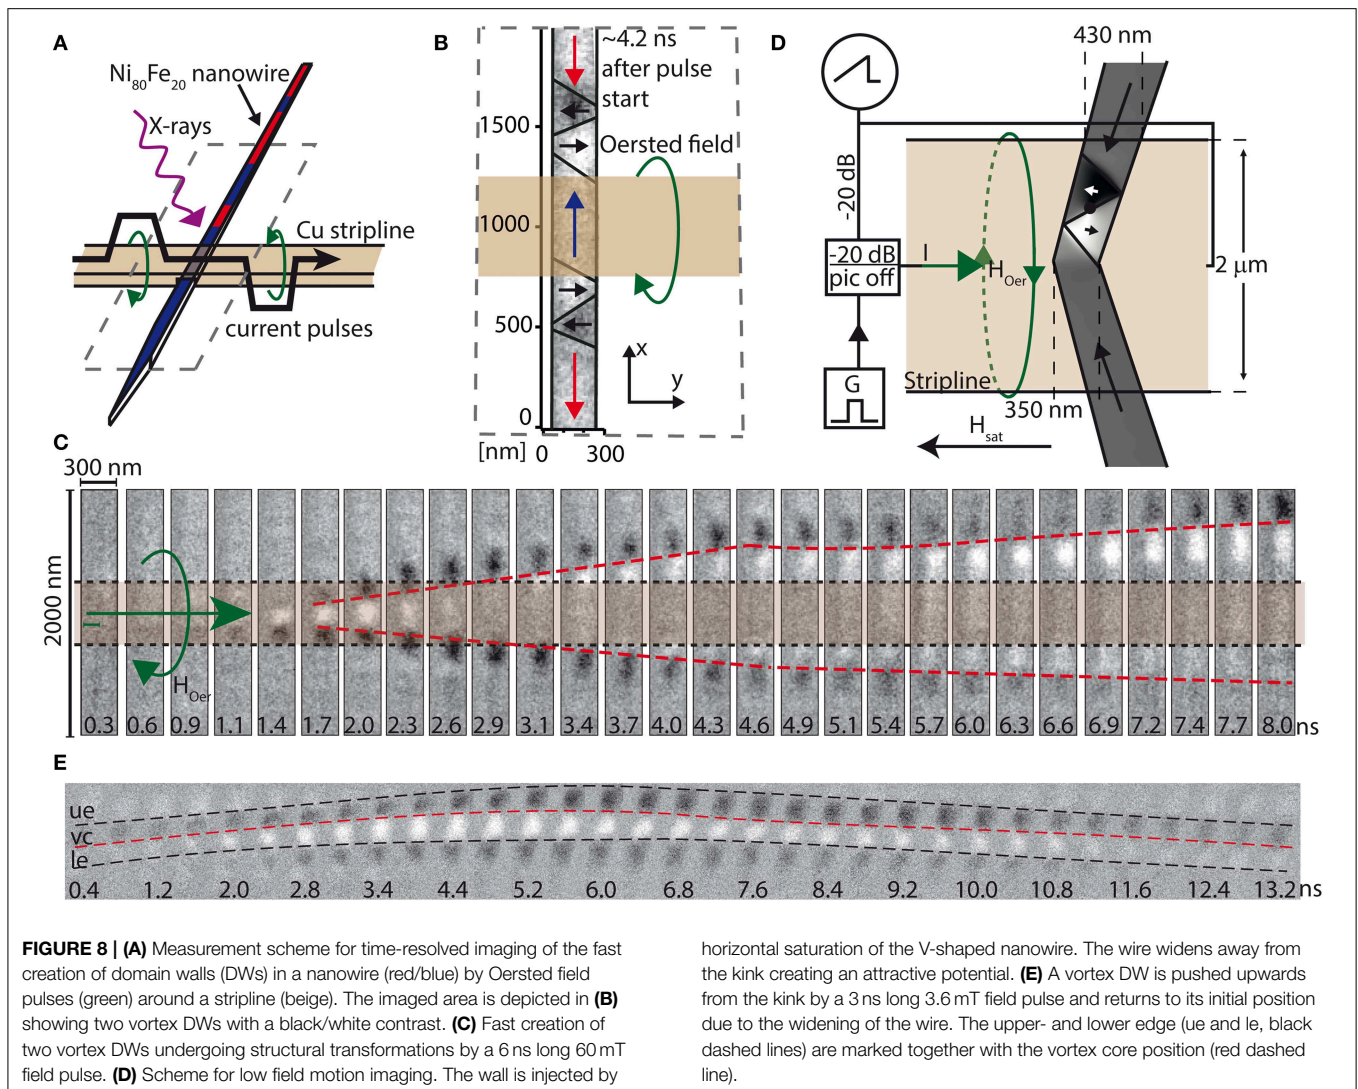 A
Ni80Fe20 nanowire
X-rays
Cu stripline
current pulses
B
~4.2 ns
after pulse
start
1500
Oersted field
1000
500
x
y
0
[nm] 0 300
D
430 nm
-20 dB
-20 dB
pic off
I
HOer
2 µm
G
Stripline
350 nm
Hsat
C
300 nm
2000 nm
I
HOer
0.3 0.6 0.9 1.1 1.4 1.7 2.0 2.3 2.6 2.9 3.1 3.4 3.7 4.0 4.3 4.6 4.9 5.1 5.4 5.7 6.0 6.3 6.6 6.9 7.2 7.4 7.7 8.0 ns
E
ue
vc
le
0.4 1.2 2.0 2.8 3.4 4.4 5.2 6.0 6.8 7.6 8.4 9.2 10.0 10.8 11.6 12.4 13.2 ns
FIGURE 8 | (A) Measurement scheme for time-resolved imaging of the fast
creation of domain walls (DWs) in a nanowire (red/blue) by Oersted field
pulses (green) around a stripline (beige). The imaged area is depicted in (B)
showing two vortex DWs with a black/white contrast. (C) Fast creation of
two vortex DWs undergoing structural transformations by a 6 ns long 60 mT
field pulse. (D) Scheme for low field motion imaging. The wall is injected by
horizontal saturation of the V-shaped nanowire. The wire widens away from
the kink creating an attractive potential. (E) A vortex DW is pushed upwards
from the kink by a 3 ns long 3.6 mT field pulse and returns to its initial position
due to the widening of the wire. The upper- and lower edge (ue and le, black
dashed lines) are marked together with the vortex core position (red dashed
line).